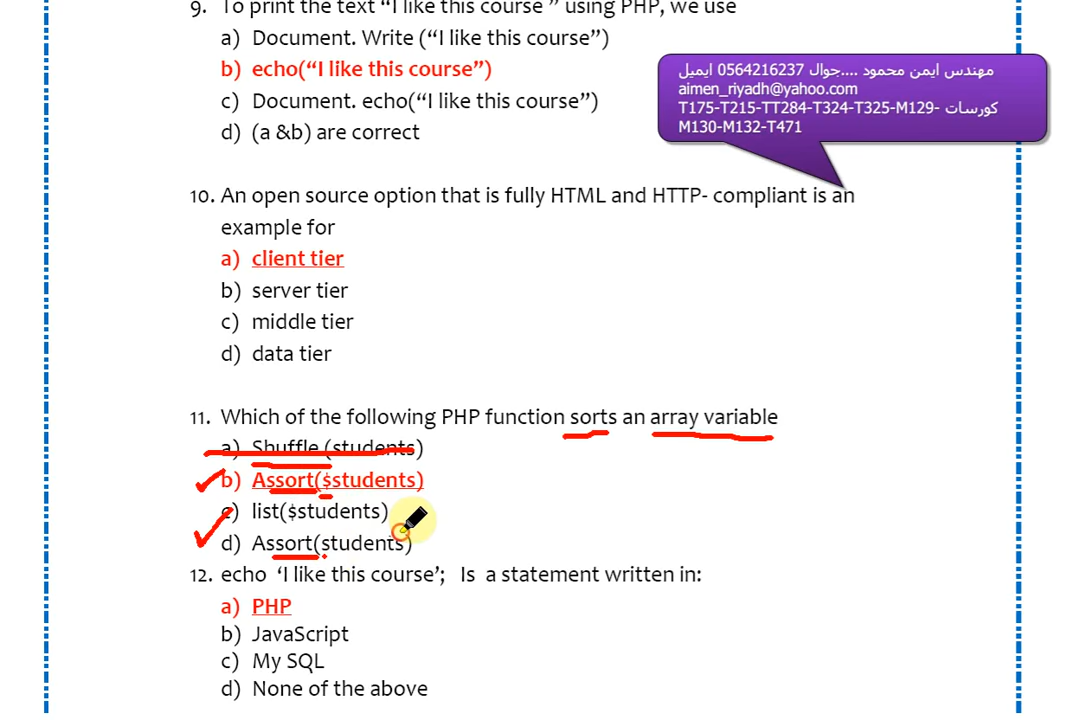 9. To print the text “I like this course ” using PHP, we use
a) Document. Write (“I like this course”)
b) echo(“I like this course”)
c) Document. echo(“I like this course”)
d) (a &b) are correct
مهندس ايمن محمود ....جوال 0564216237 ايميل
aimen_riyadh@yahoo.com
كورسات T175-T215-TT284-T324-T325-M129-
M130-M132-T471
10. An open source option that is fully HTML and HTTP- compliant is an
example for
a) client tier
b) server tier
c) middle tier
d) data tier
11. Which of the following PHP function sorts an array variable
a) Shuffle (students)
b) Assort($students)
c) list($students)
d) Assort(students)
12. echo ‘I like this course’; Is a statement written in:
a) PHP
b) JavaScript
c) My SQL
d) None of the above